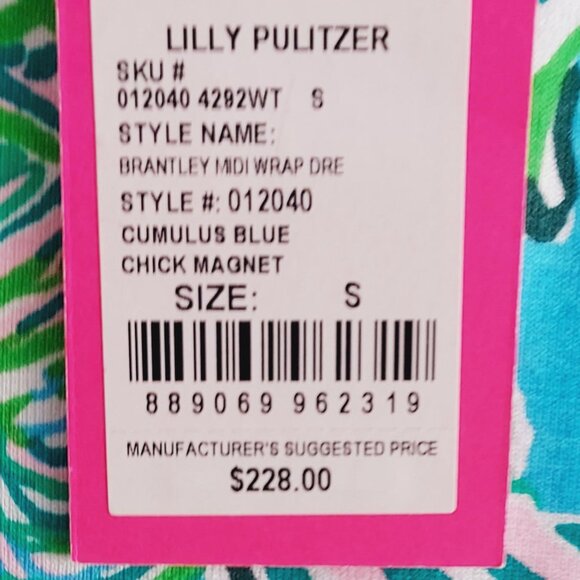 LILLY PULITZER
SKU #
012040 4292WT S
STYLE NAME:
BRANTLEY MIDI WRAP DRE
STYLE #: 012040
CUMULUS BLUE
CHICK MAGNET
SIZE: S
889069 962319
MANUFACTURER'S SUGGESTED PRICE
$228.00